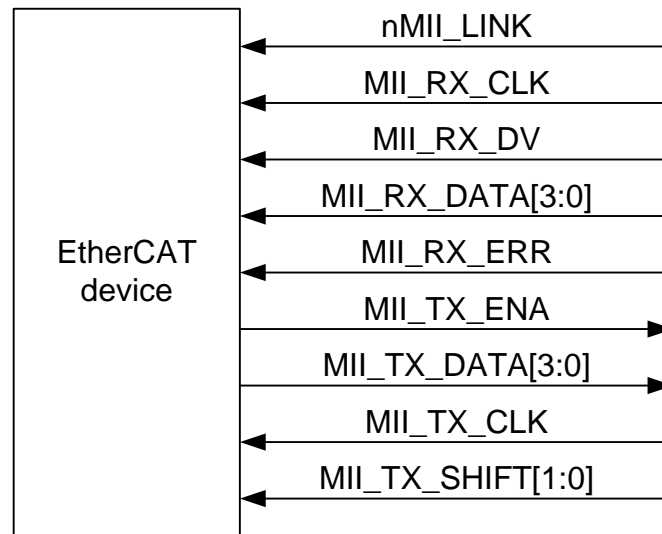 nMII_LINK
MII_RX_CLK
MII_RX_DV
MII_RX_DATA[3:0]
EtherCAT
device
MII_RX_ERR
MII_TX_ENA
MII_TX_DATA[3:0]
MII_TX_CLK
MII_TX_SHIFT[1:0]